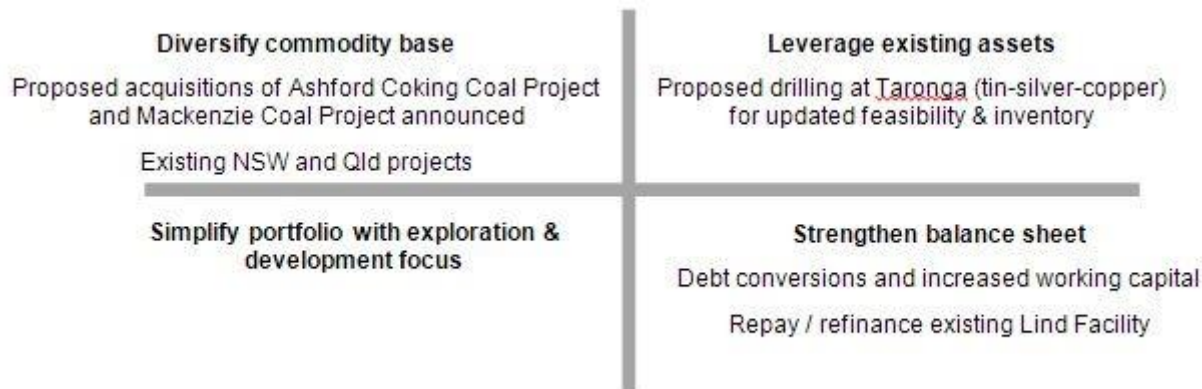 Diversify commodity base
Proposed acquisitions of Ashford Coking Coal Project
and Mackenzie Coal Project announced
Existing NSW and Qld projects
Leverage existing assets
Proposed drilling at Taronga (tin-silver-copper)
for updated feasibility & inventory
Simplify portfolio with exploration &
development focus
Strengthen balance sheet
Debt conversions and increased working capital
Repay / refinance existing Lind Facility